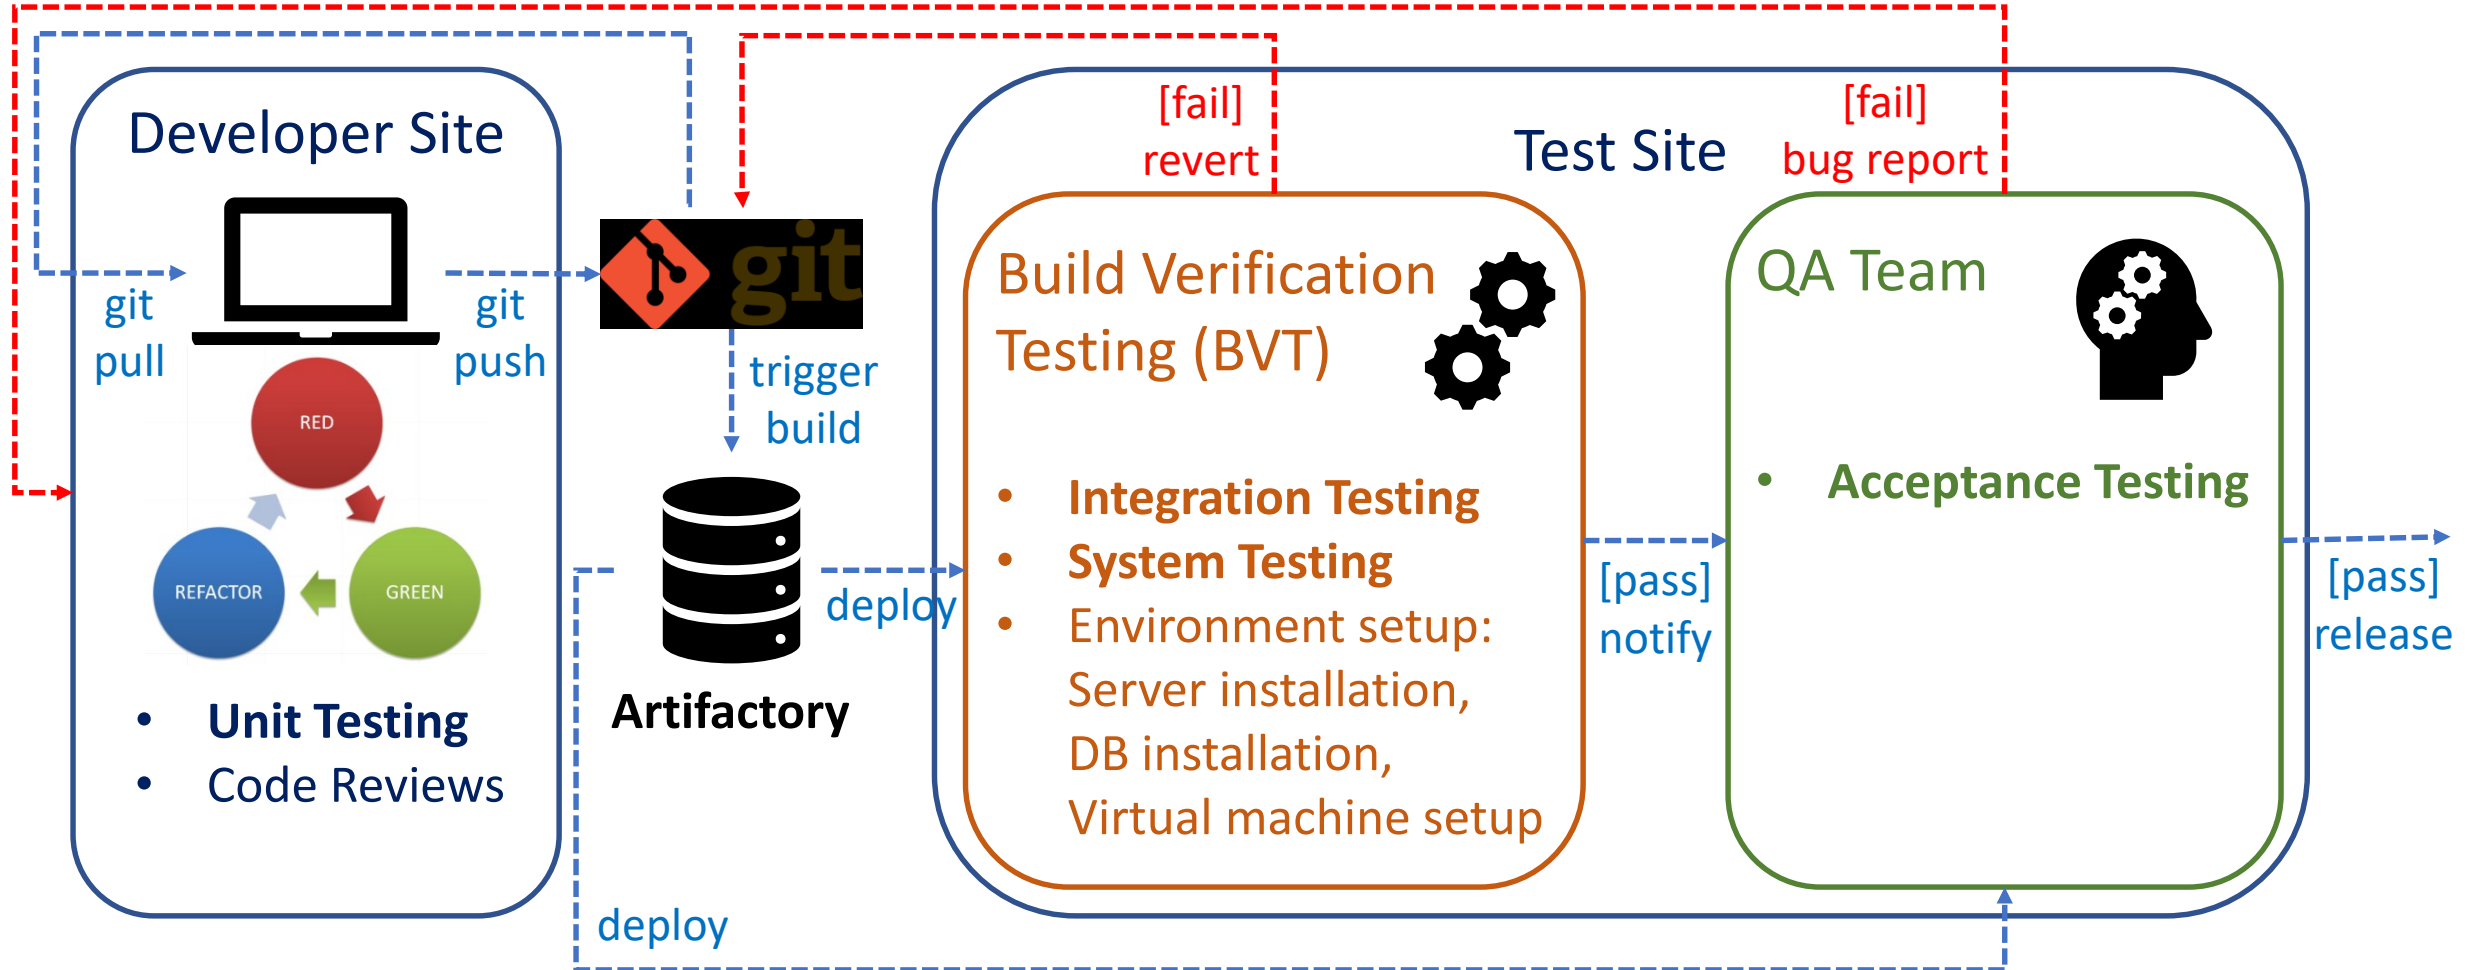 Developer Site
git
pull
git
push
RED
REFACTOR
GREEN
• Unit Testing
• Code Reviews
git
trigger
build
Artifactory
deploy
deploy
Test Site
[fail]
revert
[fail]
bug report
Build Verification
Testing (BVT)
• Integration Testing
• System Testing
• Environment setup:
Server installation,
DB installation,
Virtual machine setup
[pass]
notify
QA Team
• Acceptance Testing
[pass]
release